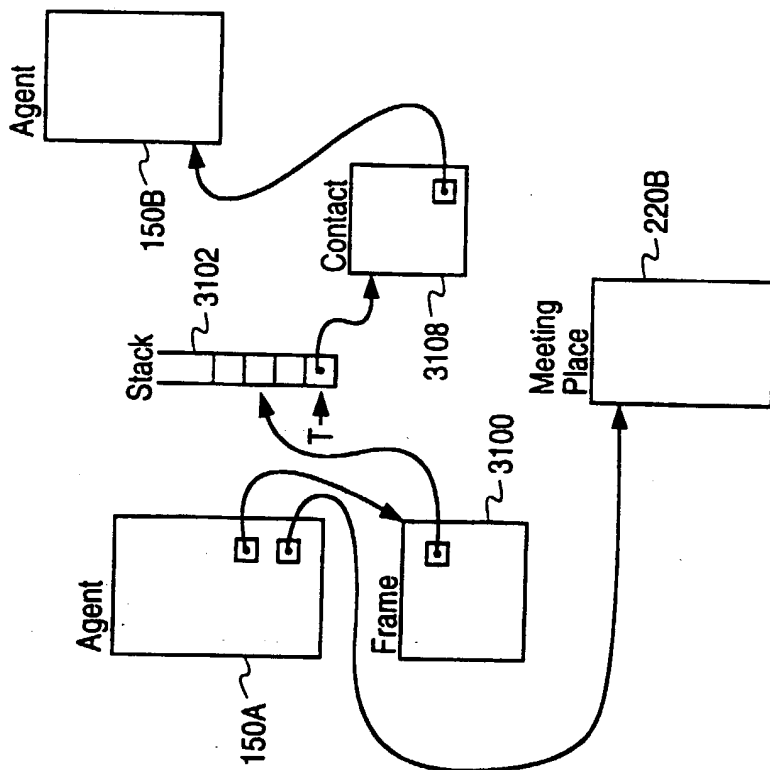 Agent
150A
Frame
3100
Stack
3102
T
Contact
3108
Agent
150B
Meeting
Place
220B